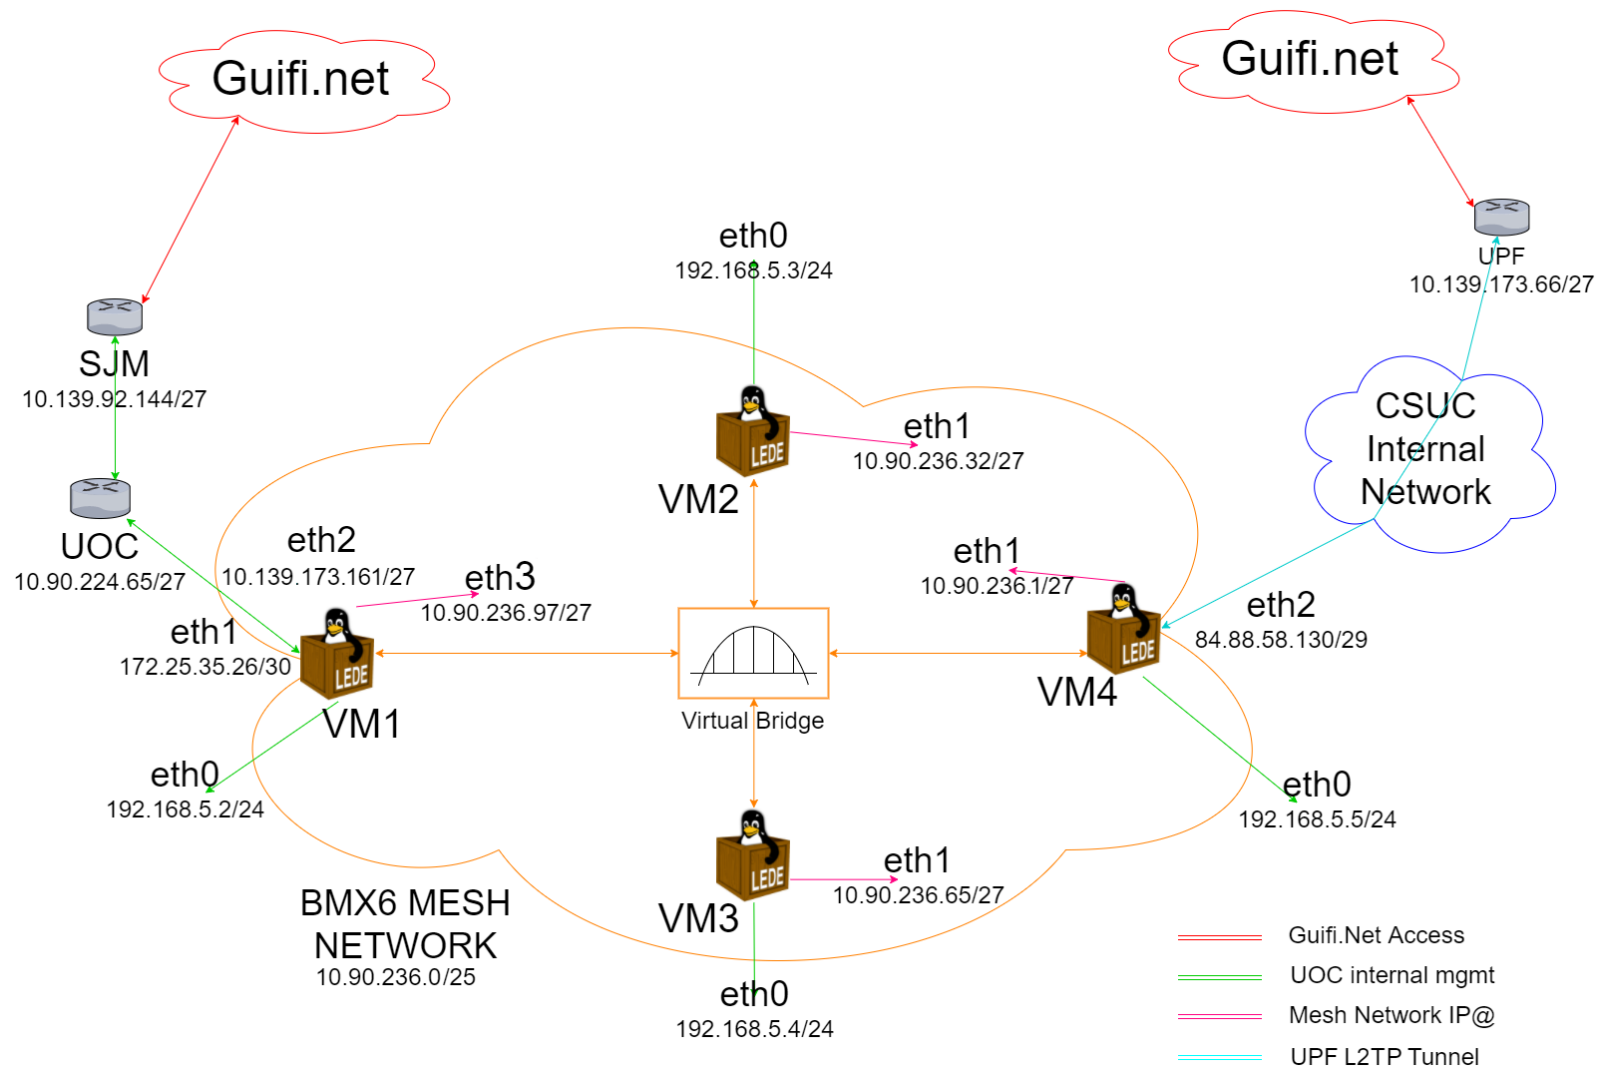 Guifi.net
Guifi.net
eth0
192.168.5.3/24
UPF
10.139.173.66/27
SJM
10.139.92.144/27
CSUC
Internal
Network
LEDE
VM2
eth1
10.90.236.32/27
UOC
10.90.224.65/27
eth2
10.139.173.161/27
eth3
10.90.236.97/27
eth1
10.90.236.1/27
eth2
84.88.58.130/29
eth1
172.25.35.26/30
LEDE
VM1
LEDE
VM4
Virtual Bridge
eth0
192.168.5.2/24
eth0
192.168.5.5/24
LEDE
VM3
eth1
10.90.236.65/27
BMX6 MESH
NETWORK
10.90.236.0/25
eth0
192.168.5.4/24
Guifi.Net Access
UOC internal mgmt
Mesh Network IP@
UPF L2TP Tunnel